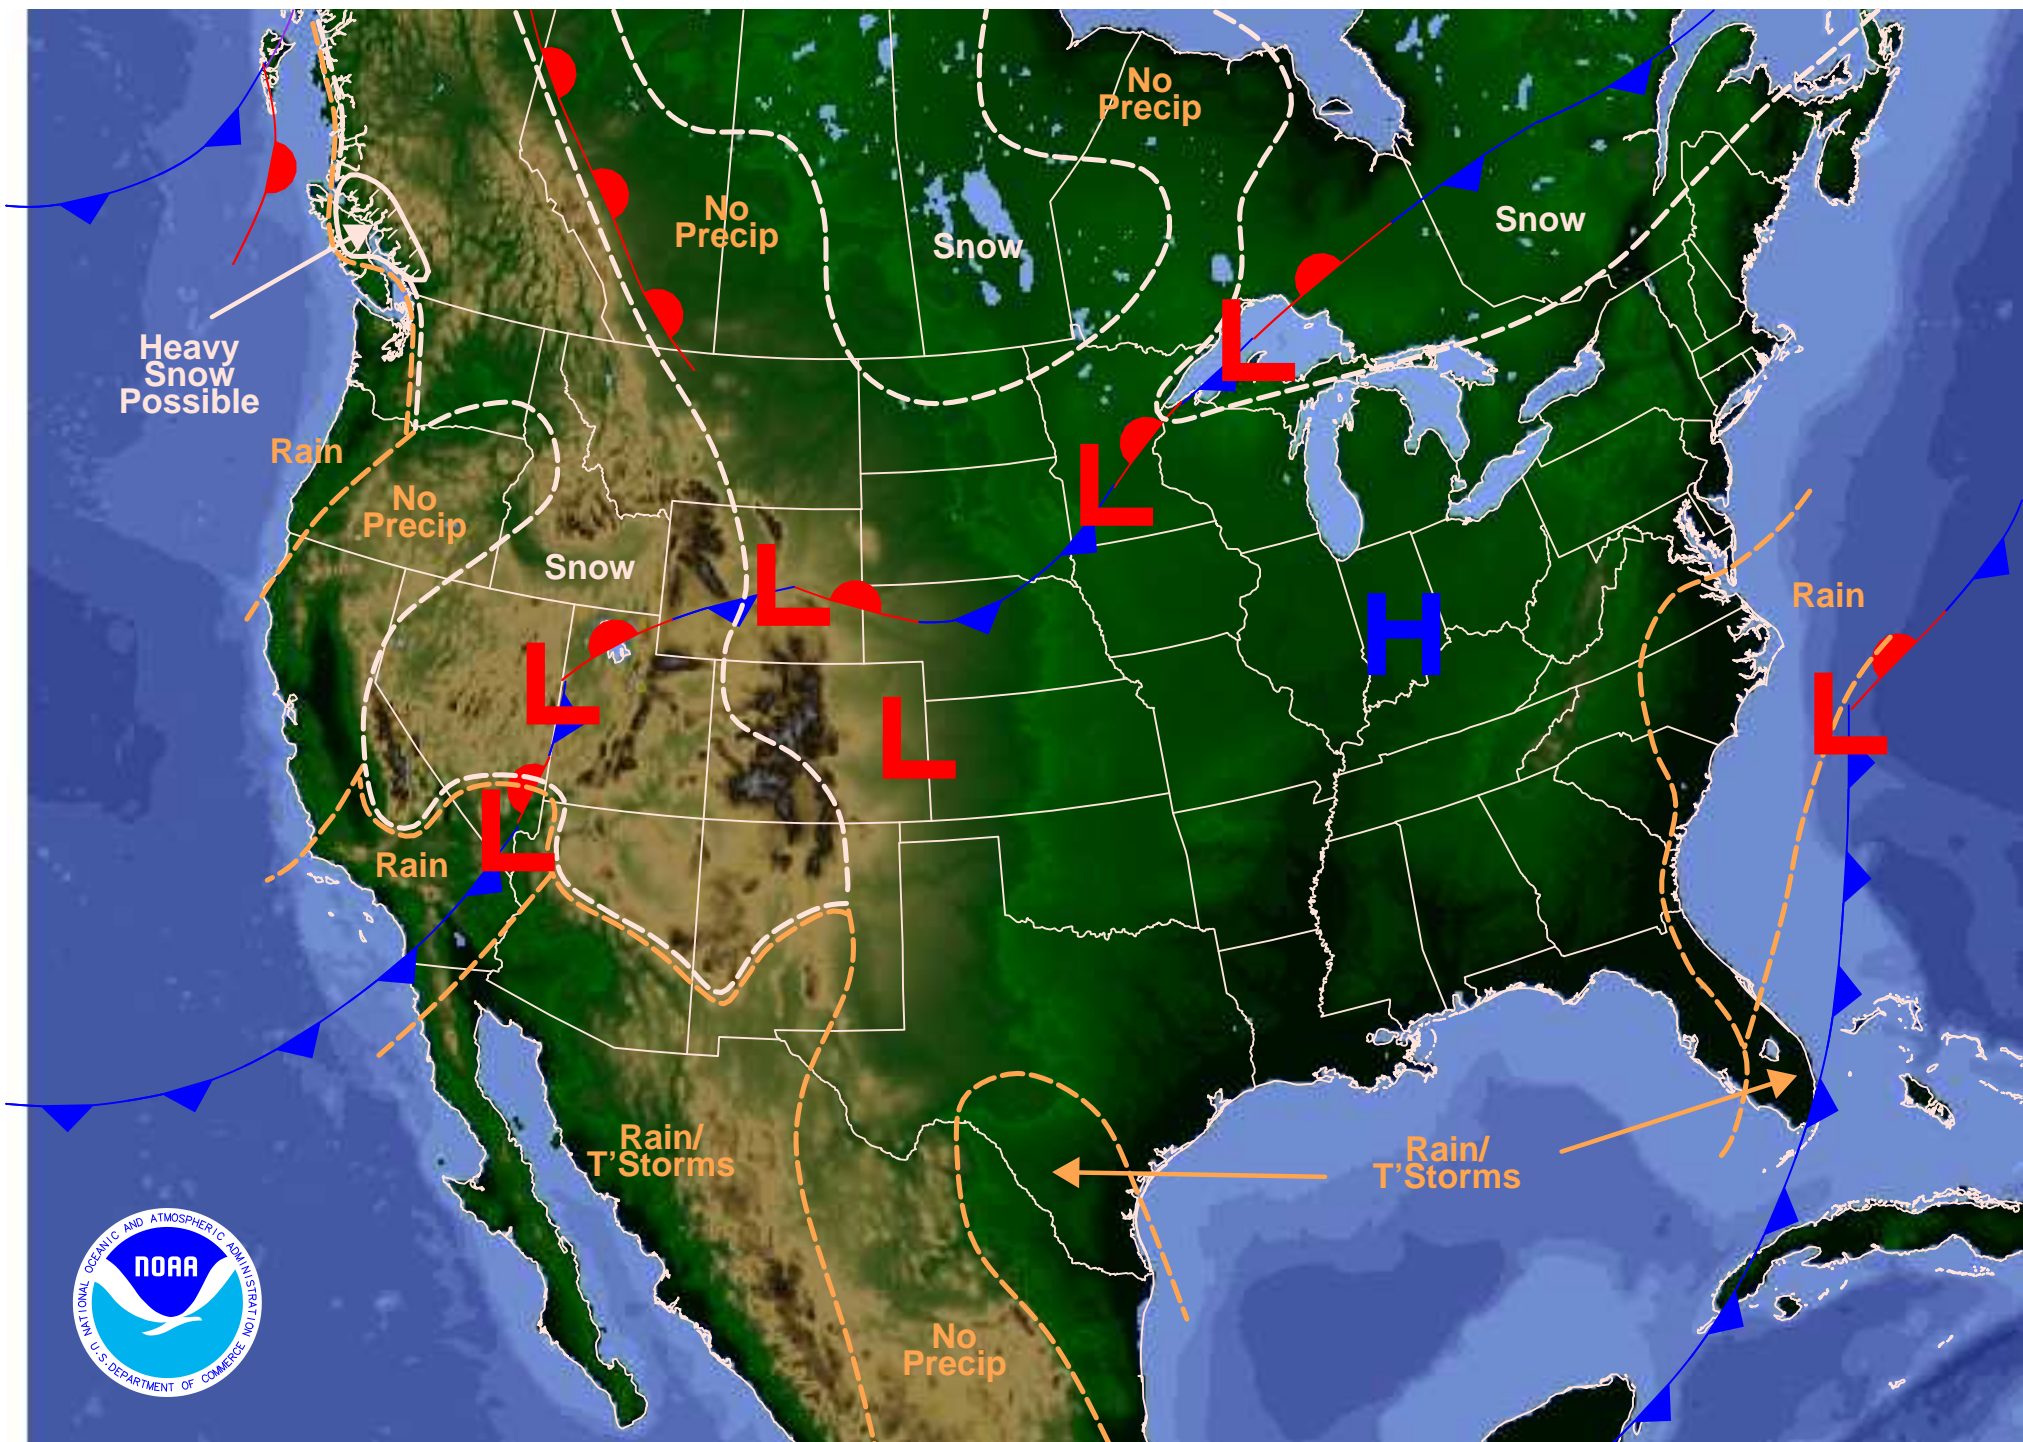 No
Precip
No
Precip
Snow
Snow
Heavy
Snow
Possible
Rain
No
Precip
Snow
Rain
Rain
Rain/
T'Storms
Rain/
T'Storms
No
Precip
L
L
L
L
L
L
L
L
H
NATIONAL OCEANIC AND ATMOSPHERIC ADMINISTRATION
NOAA
U.S. DEPARTMENT OF COMMERCE